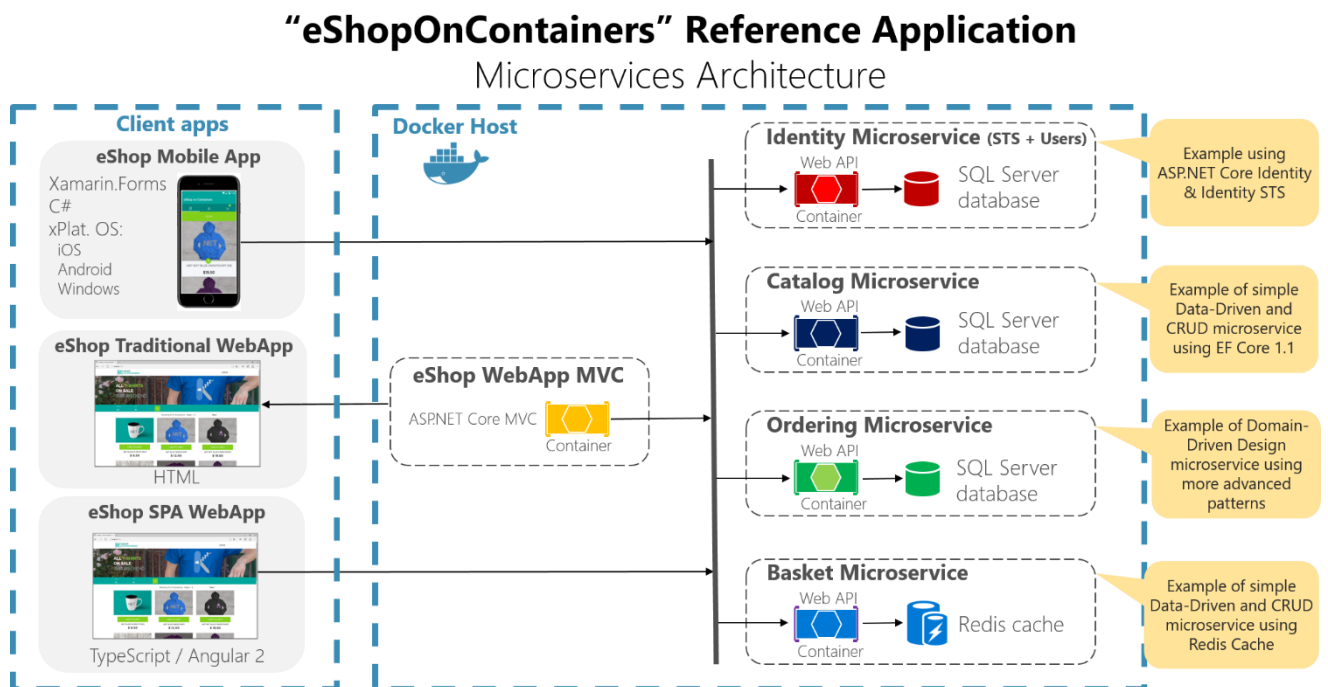 “eShopOnContainers” Reference Application
Microservices Architecture
Client apps
eShop Mobile App
Xamarin.Forms
C#
xPlat. OS:
iOS
Android
Windows
eShop Traditional WebApp
HTML
eShop SPA WebApp
TypeScript / Angular 2
Docker Host
eShop WebApp MVC
ASP.NET Core MVC
Container
Identity Microservice (STS + Users)
Web API
Container
SQL Server
database
Catalog Microservice
Web API
Container
SQL Server
database
Ordering Microservice
Web API
Container
SQL Server
database
Basket Microservice
Web API
Container
Redis cache
Example using
ASP.NET Core Identity
& Identity STS
Example of simple
Data-Driven and
CRUD microservice
using EF Core 1.1
Example of Domain-
Driven Design
microservice using
more advanced
patterns
Example of simple
Data-Driven and CRUD
microservice using
Redis Cache